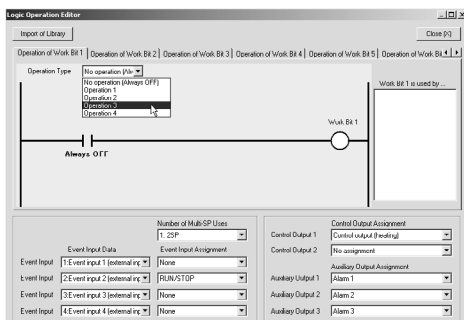 Logic Operation Editor
Import of Library
Close (X)
Operation of Work Bit 1 Operation of Work Bit 2 Operation of Work Bit 3 Operation of Work Bit 4 Operation of Work Bit 5 Operation of Work Bit
Operation Type
No operation (Alw
No operation (Always OFF)
Operation 1
Operation 2
Operation 3
Operation 4
Work Bit 1 is used by ...
Work Bit 1
Always OFF
Number of Multi-SP Uses
1. 2SP
Event Input Data
Event Input Assignment
Event Input 1:Event input 1 (external inp None
Event Input 2:Event input 2 (external inp RUN/STOP
Event Input 3:Event input 3 (external inp None
Event Input 4:Event input 4 (external inp None
Control Output Assignment
Control Output 1 Control output (heating)
Control Output 2 No assignment
Auxiliary Output Assignment
Auxiliary Output 1 Alarm 1
Auxiliary Output 2 Alarm 2
Auxiliary Output 3 Alarm 3